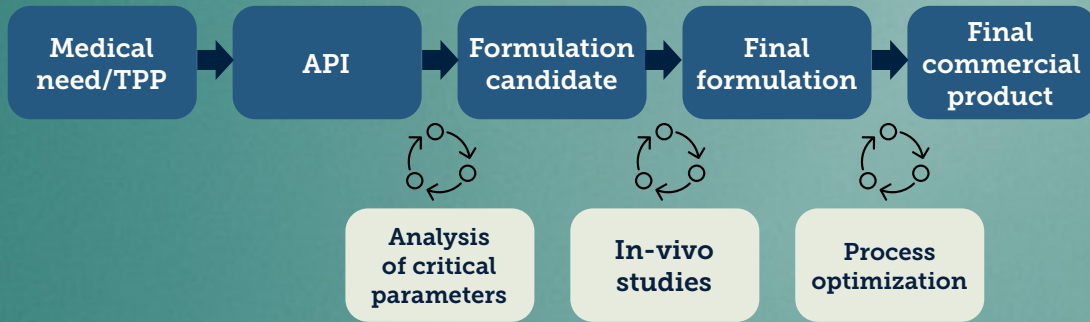 Medical
need/TPP
API
Formulation
candidate
Final
formulation
Final
commercial
product
Analysis
of critical
parameters
In-vivo
studies
Process
optimization